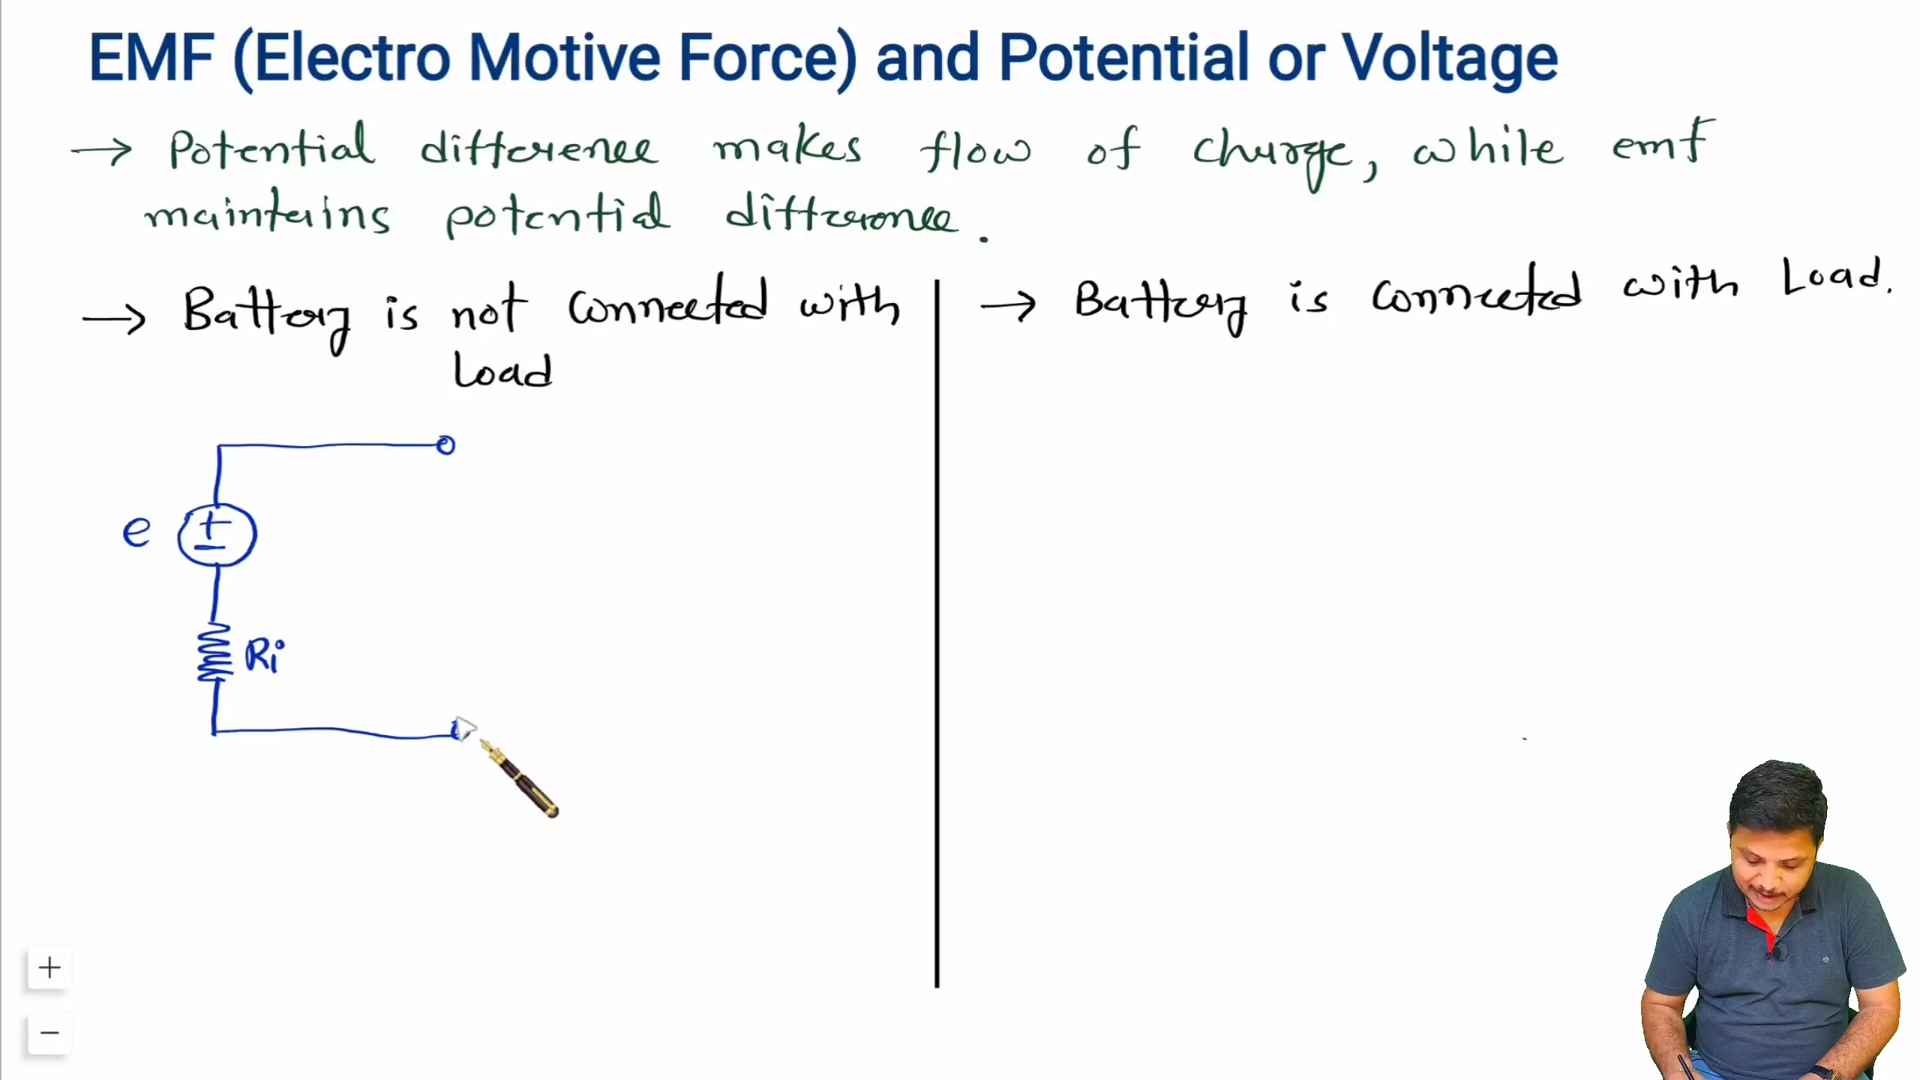 EMF (Electro Motive Force) and Potential or Voltage
→ Potential difference makes flow of charge, while emf
maintains potential difference.
→ Battery is not connected with
Load
→ Battery is connected with Load.
e
+
-
Ri